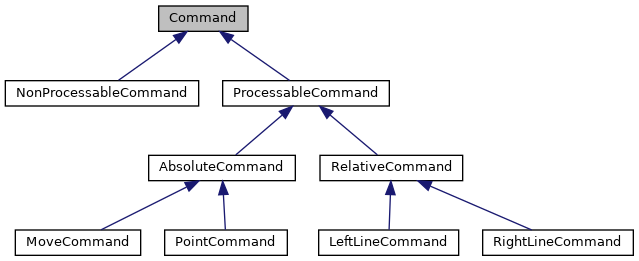 Command
NonProcessableCommand
ProcessableCommand
AbsoluteCommand
RelativeCommand
MoveCommand
PointCommand
LeftLineCommand
RightLineCommand